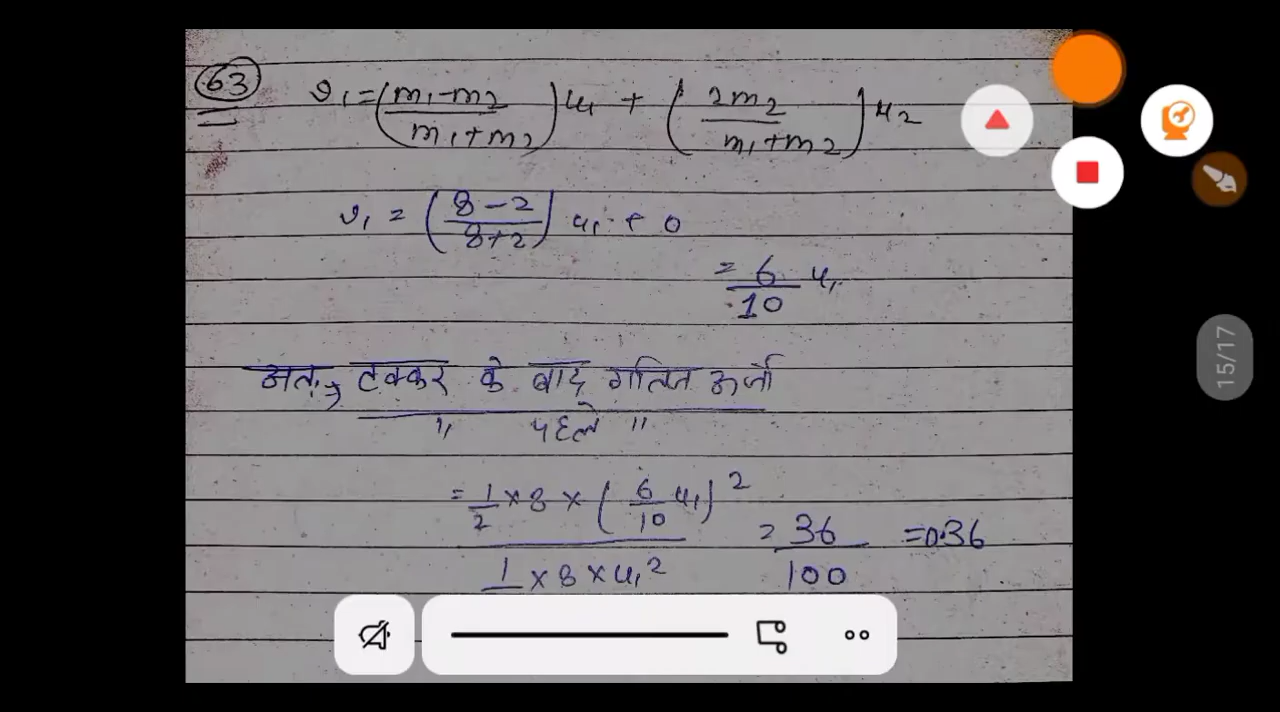 63
v₁ = (m₁-m₂ / m₁+m₂) u₁ + (2m₂ / m₁+m₂) u₂
v₁ = (8-2 / 8+2) u₁ + 0
= 6/10 u₁
अतः, टक्कर के बाद गतिज ऊर्जा
" पहले "
= 1/2 × 8 × (6/10 u₁)² / 1 × 8 × u₁² = 36/100 = 0.36
15/17